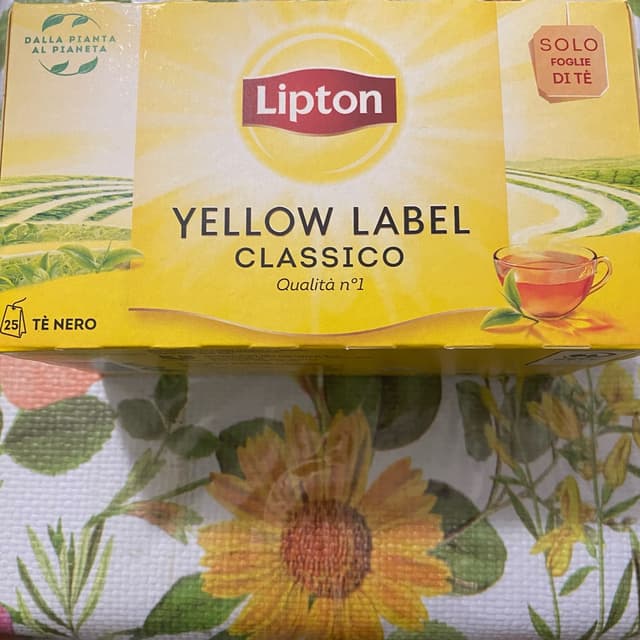 DALLA PIANTA
AL PIANETA
SOLO
FOGLIE
DI TÈ
Lipton
YELLOW LABEL
CLASSICO
Qualità n°1
25 TÈ NERO